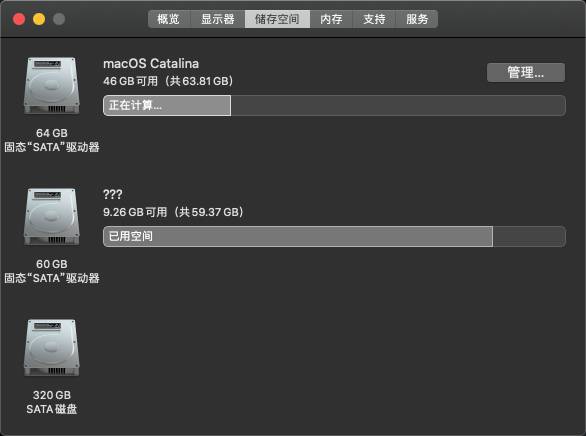 概览 显示器 储存空间 内存 支持 服务
macOS Catalina
46 GB 可用（共 63.81 GB）
管理...
正在计算...
64 GB
固态“SATA”驱动器
???
9.26 GB 可用（共 59.37 GB）
已用空间
60 GB
固态“SATA”驱动器
320 GB
SATA 磁盘